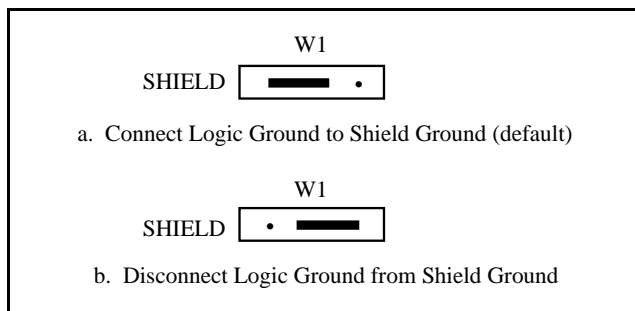 W1
SHIELD
a. Connect Logic Ground to Shield Ground (default)
W1
SHIELD
b. Disconnect Logic Ground from Shield Ground